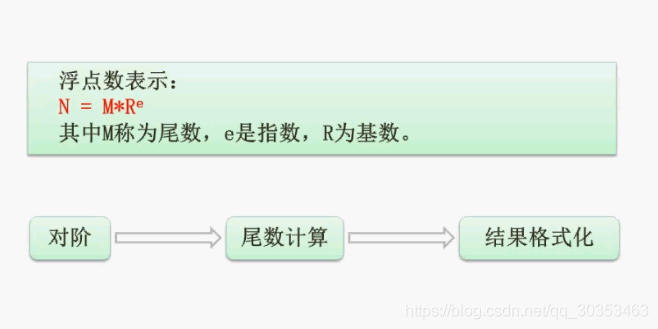 浮点数表示：
N = M*Rᵉ
其中M称为尾数，e是指数，R为基数。
对阶
尾数计算
结果格式化
https://blog.csdn.net/qq_30353463